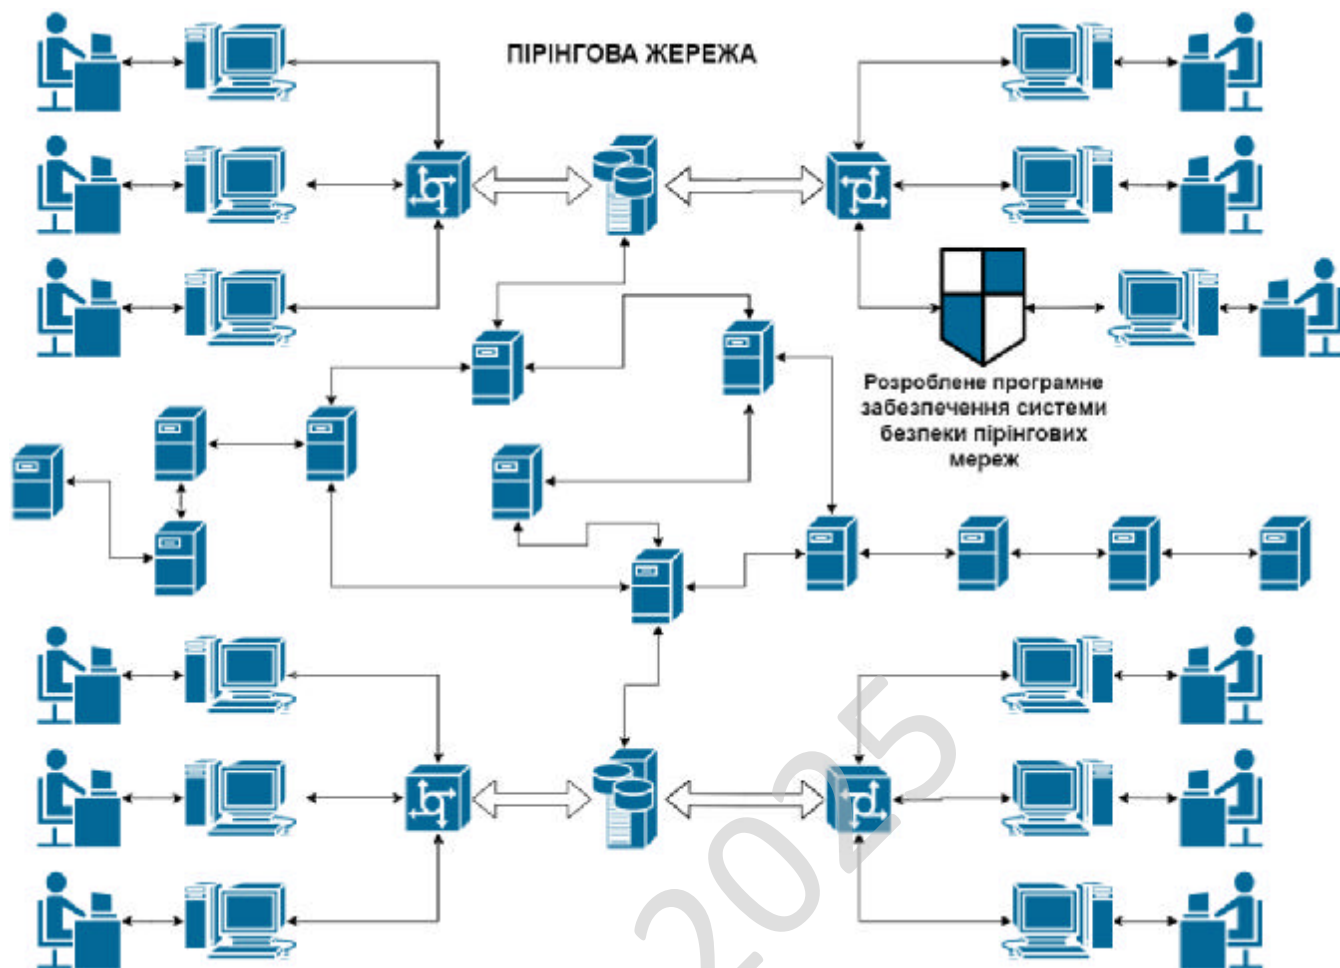 ПІРІНГОВА ЖЕРЕЖА
Розроблене програмне
забезпечення системи
безпеки пірінгових
мереж
2025